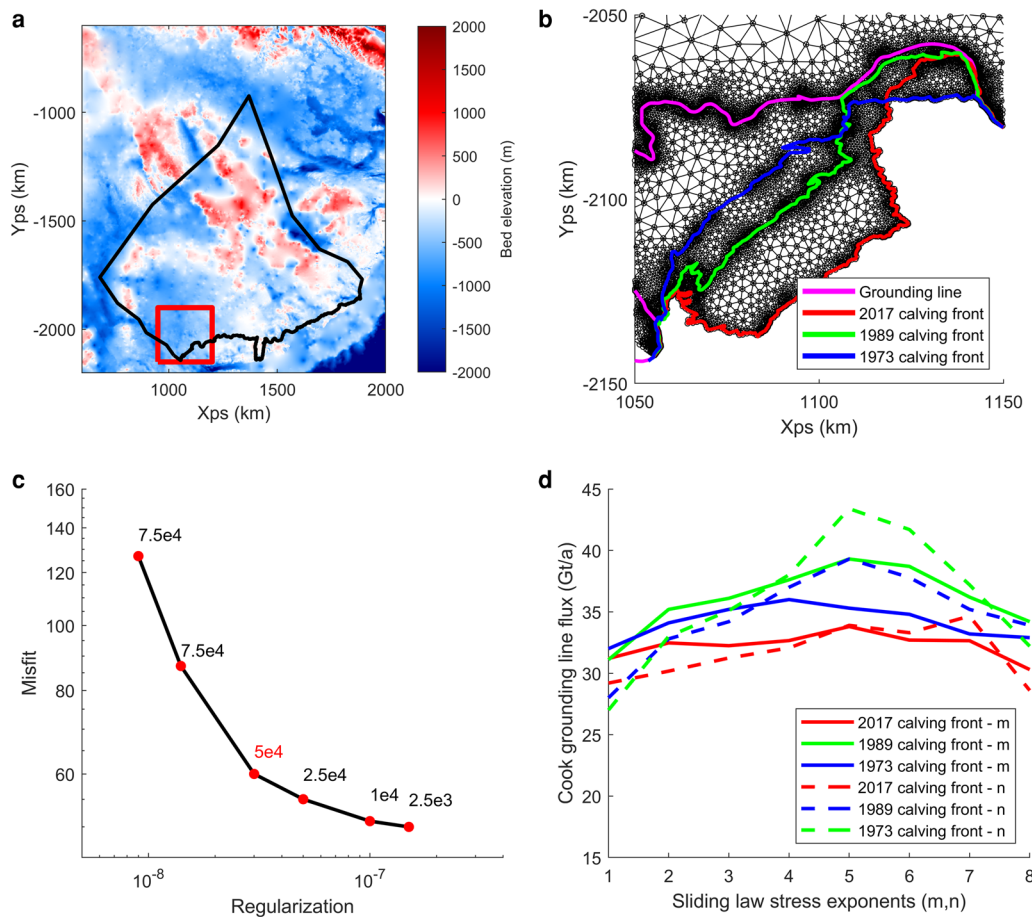 a
2000
1500
1000
500
0
-500
-1000
-1500
-2000
Bed elevation (m)
-1000
-1500
-2000
Yps (km)
1000
1500
2000
Xps (km)
b
-2050
-2100
-2150
Yps (km)
Grounding line
2017 calving front
1989 calving front
1973 calving front
1050
1100
1150
Xps (km)
c
160
140
120
100
80
60
Misfit
7.5e4
7.5e4
5e4
2.5e4
1e4
2.5e3
10-8
10-7
Regularization
d
45
40
35
30
25
20
15
Cook grounding line flux (Gt/a)
2017 calving front - m
1989 calving front - m
1973 calving front - m
2017 calving front - n
1989 calving front - n
1973 calving front - n
1 2 3 4 5 6 7 8
Sliding law stress exponents (m,n)